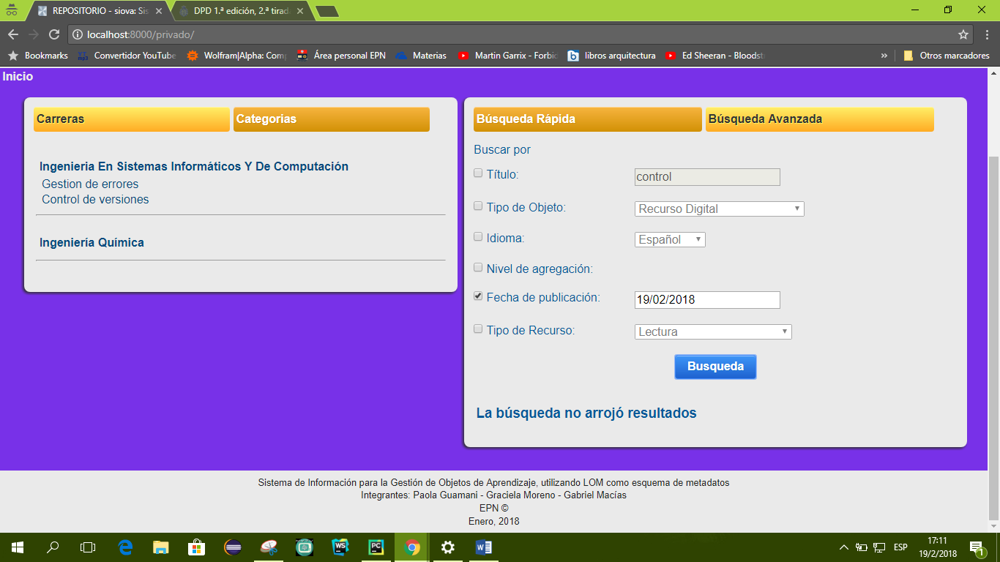 REPOSITORIO - siova: Sis
DPD 1.ª edición, 2.ª tirada
localhost:8000/privado/
Bookmarks
Convertidor YouTube
Wolfram|Alpha: Com
Área personal EPN
Materias
Martin Garrix - Forbid
libros arquitectura
Ed Sheeran - Bloodst
»
Otros marcadores
Inicio
Carreras
Categorias
Ingenieria En Sistemas Informáticos Y De Computación
Gestion de errores
Control de versiones
Ingeniería Química
Búsqueda Rápida
Búsqueda Avanzada
Buscar por
Título: control
Tipo de Objeto: Recurso Digital
Idioma: Español
Nivel de agregación:
Fecha de publicación: 19/02/2018
Tipo de Recurso: Lectura
Busqueda
La búsqueda no arrojó resultados
Sistema de Información para la Gestión de Objetos de Aprendizaje, utilizando LOM como esquema de metadatos
Integrantes: Paola Guamani - Graciela Moreno - Gabriel Macías
EPN ©
Enero, 2018
WS
PC
ESP
17:11
19/2/2018
1